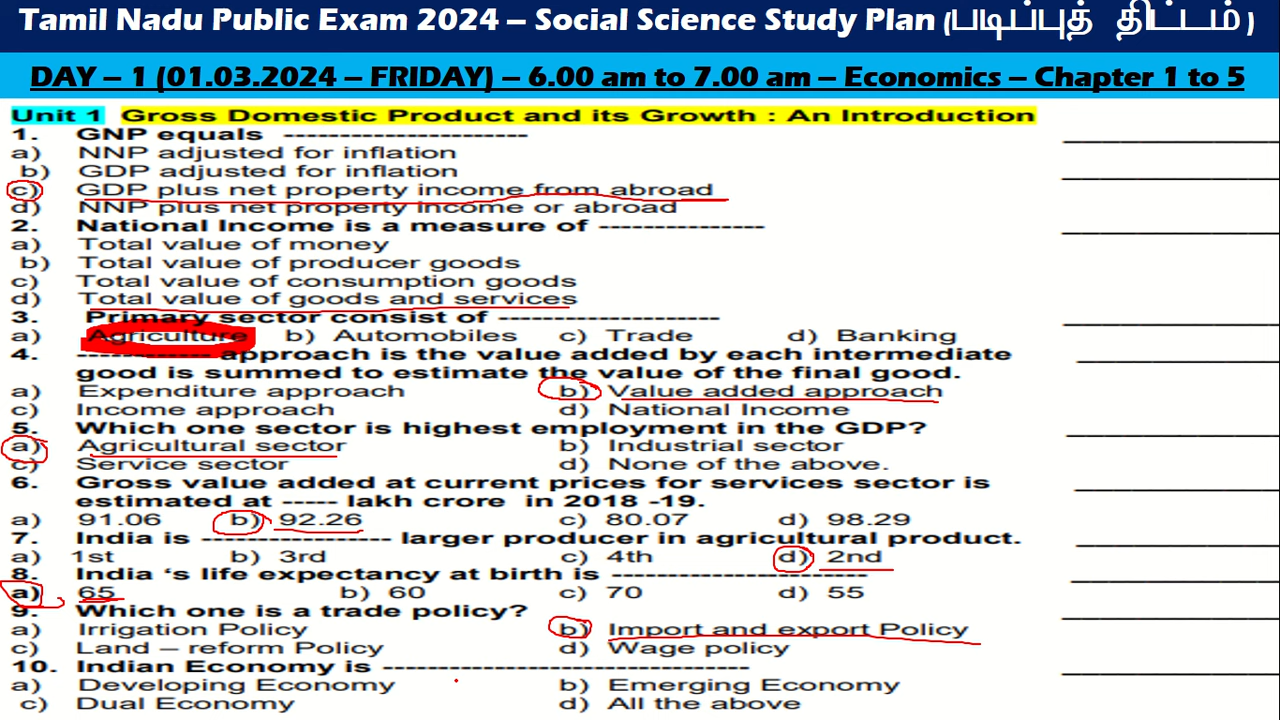 Tamil Nadu Public Exam 2024 – Social Science Study Plan (படிப்புத் திட்டம்)
DAY – 1 (01.03.2024 – FRIDAY) – 6.00 am to 7.00 am – Economics – Chapter 1 to 5
Unit 1 Gross Domestic Product and its Growth : An Introduction
1. GNP equals -----------------------
a) NNP adjusted for inflation
b) GDP adjusted for inflation
c) GDP plus net property income from abroad
d) NNP plus net property income or abroad
2. National Income is a measure of ---------------
a) Total value of money
b) Total value of producer goods
c) Total value of consumption goods
d) Total value of goods and services
3. Primary sector consist of --------------------
a) Agriculture b) Automobiles c) Trade d) Banking
4. ------------ approach is the value added by each intermediate
good is summed to estimate the value of the final good.
a) Expenditure approach b) Value added approach
c) Income approach d) National Income
5. Which one sector is highest employment in the GDP?
a) Agricultural sector b) Industrial sector
c) Service sector d) None of the above.
6. Gross value added at current prices for services sector is
estimated at ----- lakh crore in 2018 -19.
a) 91.06 b) 92.26 c) 80.07 d) 98.29
7. India is ----------------- larger producer in agricultural product.
a) 1st b) 3rd c) 4th d) 2nd
8. India ‘s life expectancy at birth is -----------------------
a) 65 b) 60 c) 70 d) 55
9. Which one is a trade policy?
a) Irrigation Policy b) Import and export Policy
c) Land – reform Policy d) Wage policy
10. Indian Economy is ---------------------------------
a) Developing Economy b) Emerging Economy
c) Dual Economy d) All the above